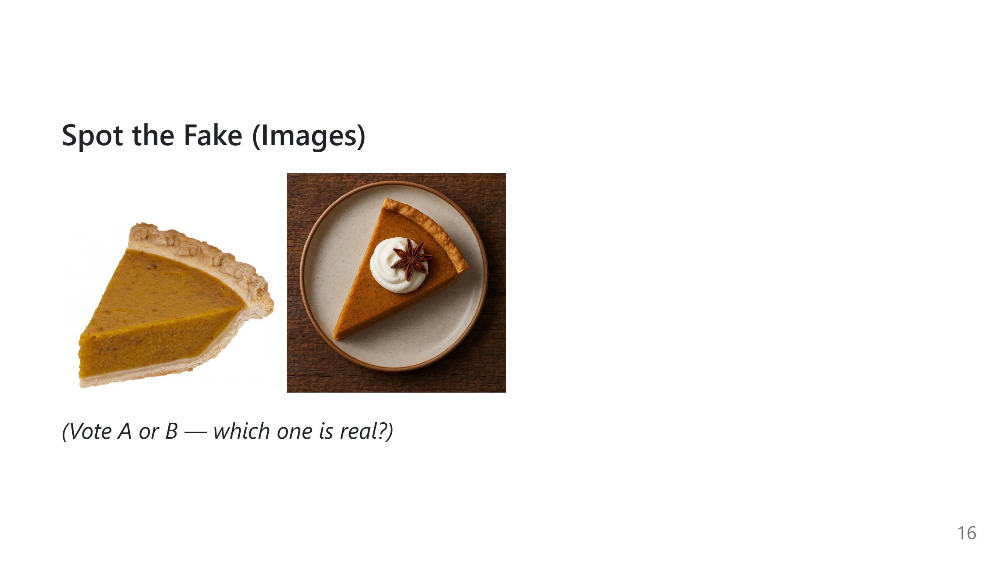 Spot the Fake (Images)
(Vote A or B — which one is real?)
16